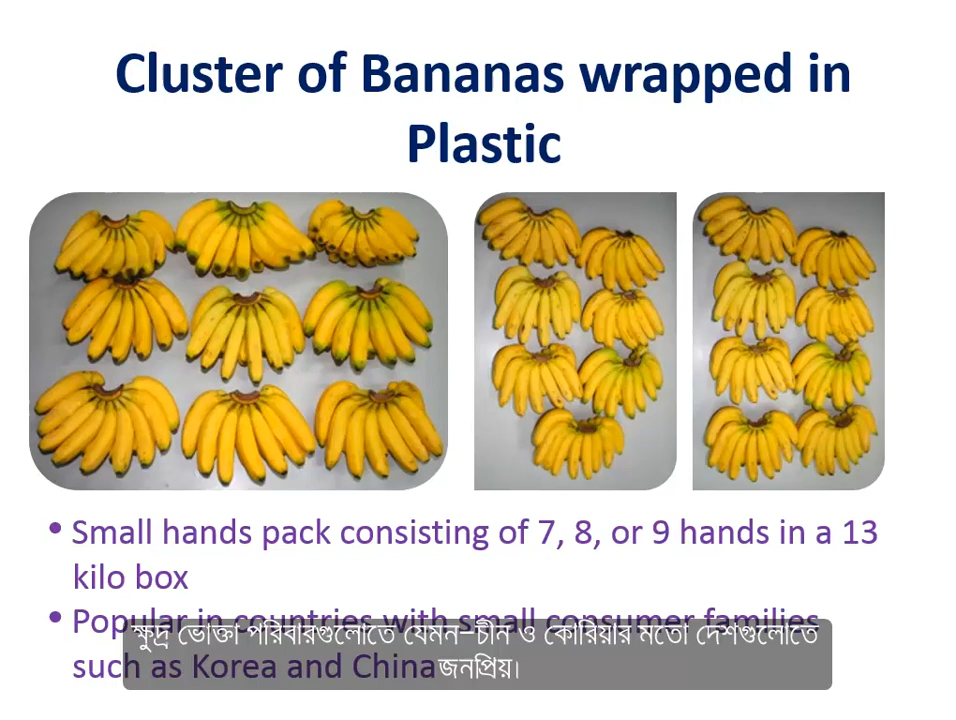 Cluster of Bananas wrapped in
Plastic
• Small hands pack consisting of 7, 8, or 9 hands in a 13
kilo box
• Popular in countries with small consumer families
such as Korea and China
ক্ষুদ্র ভোক্তা পরিবারগুলোতে যেমন-চীন ও কোরিয়ার মতো দেশগুলোতে
জনপ্রিয়।